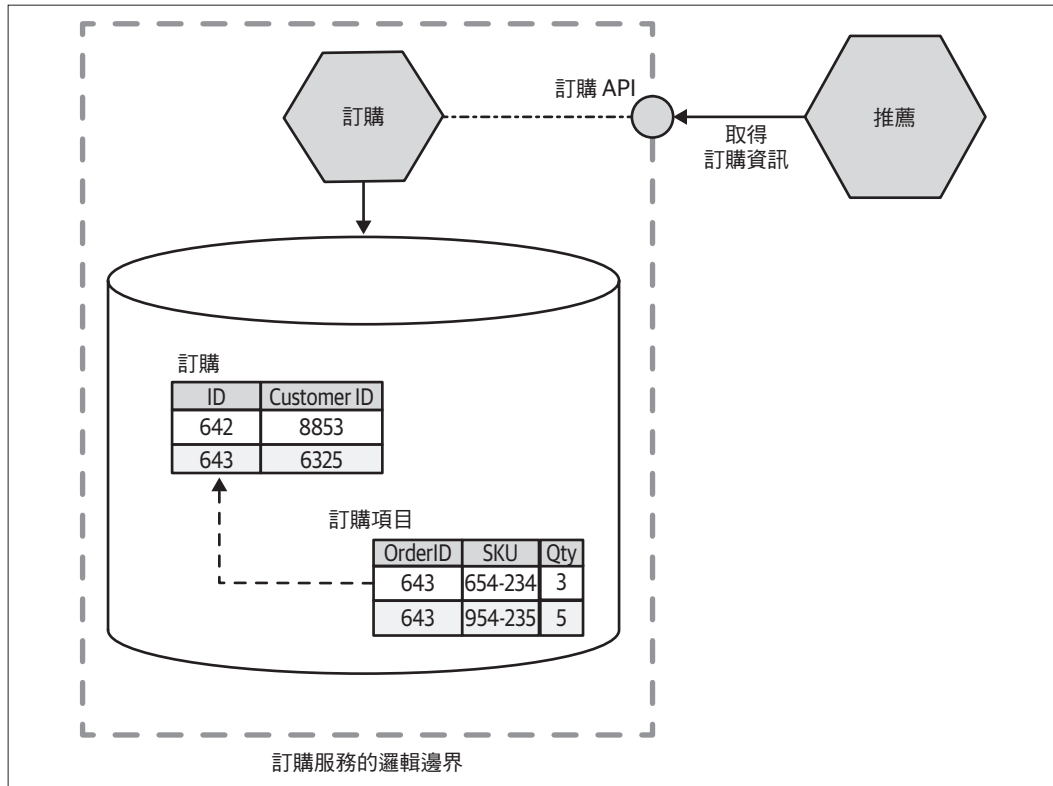 訂購
訂購 API
推薦
取得
訂購資訊
訂購
ID Customer ID
642 8853
643 6325
訂購項目
OrderID SKU Qty
643 654-234 3
643 954-235 5
訂購服務的邏輯邊界